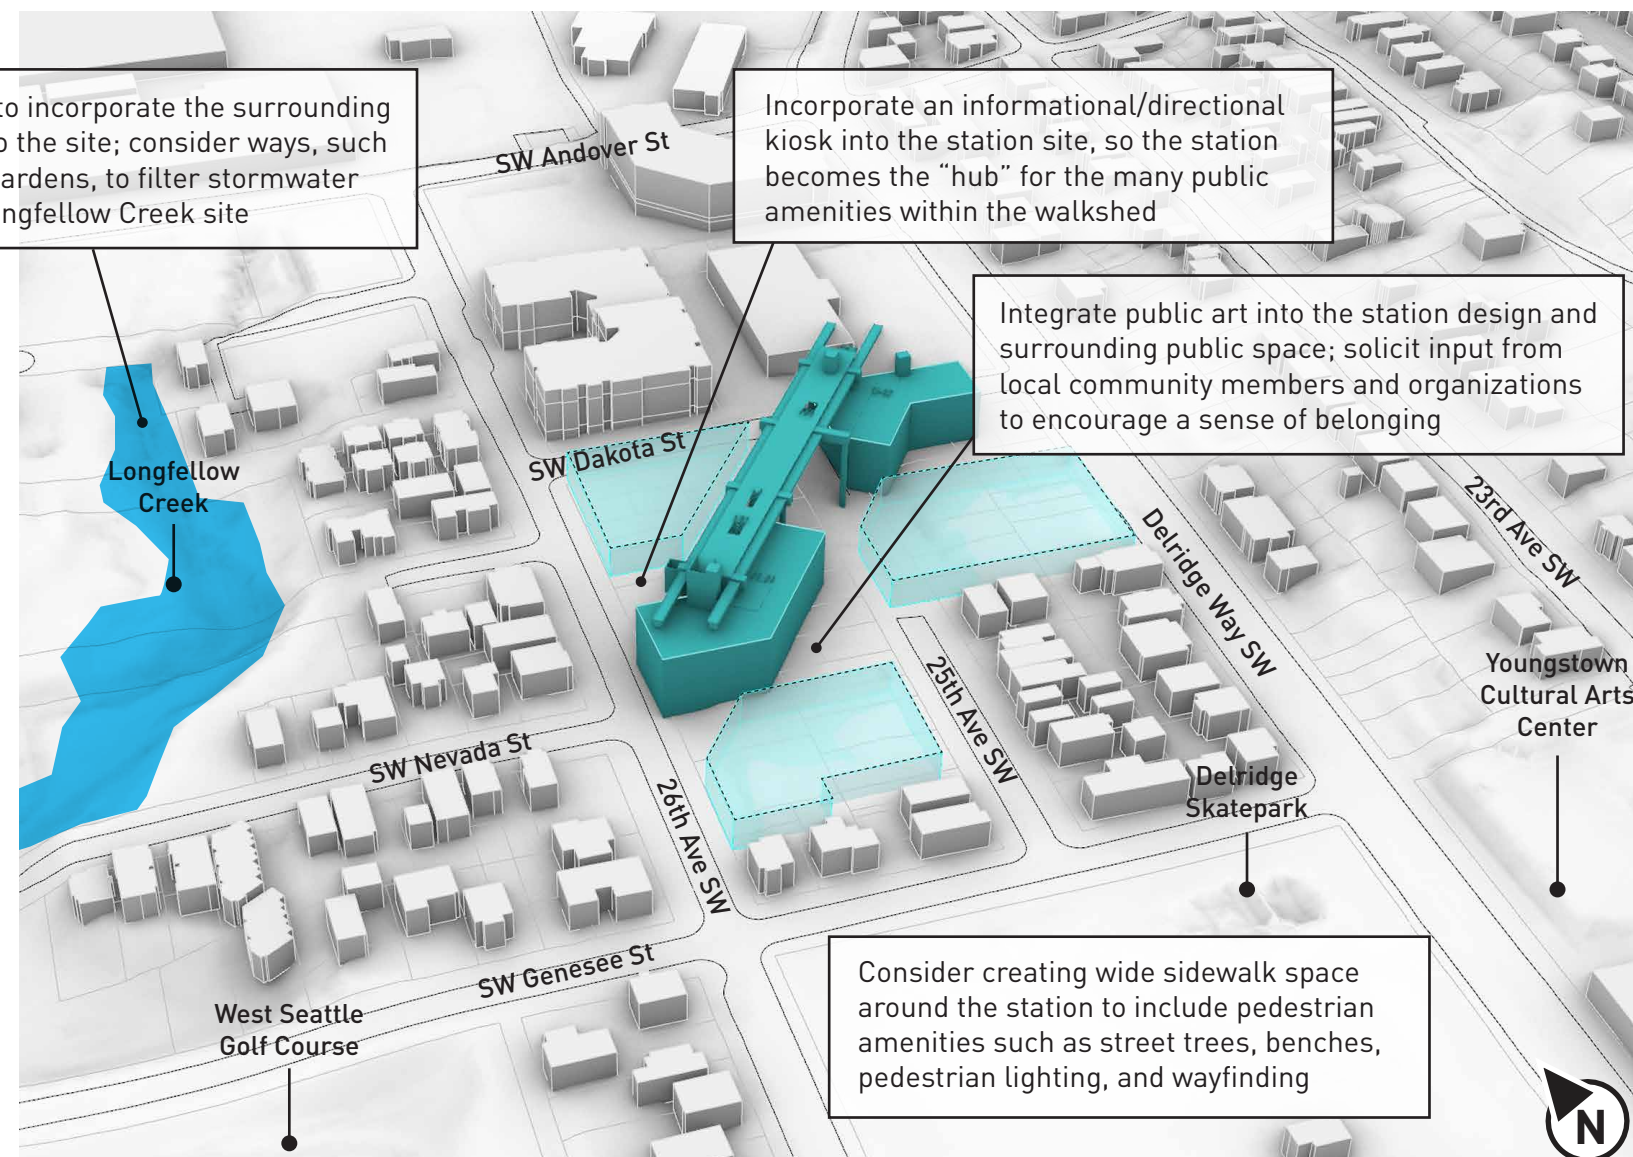 to incorporate the surrounding
the site; consider ways, such
ardens, to filter stormwater
ngfellow Creek site
Incorporate an informational/directional
kiosk into the station site, so the station
becomes the “hub” for the many public
amenities within the walkshed
Integrate public art into the station design and
surrounding public space; solicit input from
local community members and organizations
to encourage a sense of belonging
SW Andover St
SW Dakota St
Longfellow
Creek
23rd Ave SW
Delridge Way SW
25th Ave SW
Youngstown
Cultural Arts
Center
SW Nevada St
26th Ave SW
Delridge
Skatepark
SW Genesee St
West Seattle
Golf Course
Consider creating wide sidewalk space
around the station to include pedestrian
amenities such as street trees, benches,
pedestrian lighting, and wayfinding
N